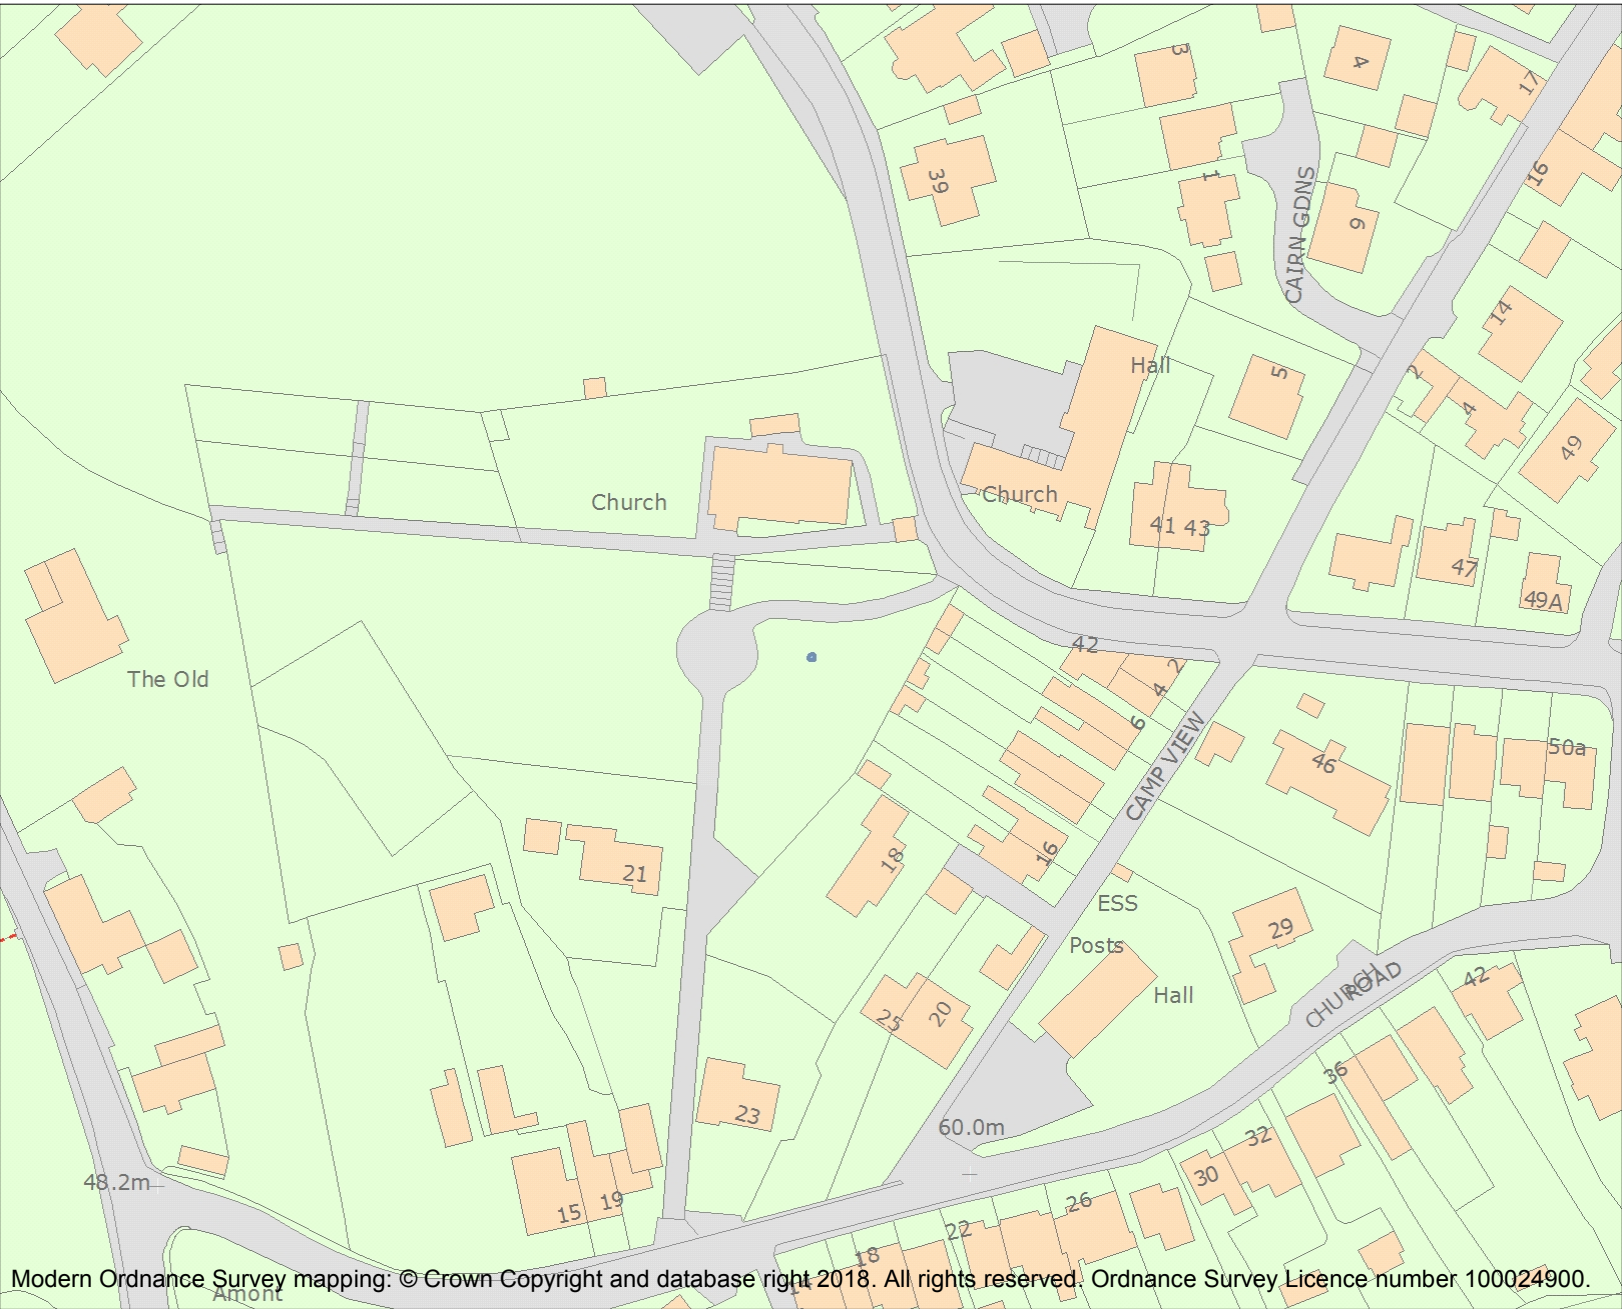 3
4
17
39
1
16
CAIRN GDNS
6
14
Hall
5
2
4
49
Church
Church
41 43
47
49A
42
2
The Old
4
6
CAMP VIEW
46
50a
21
18
16
ESS
29
Posts
Hall
25
20
CHURCH
ROAD
42
36
23
60.0m
32
30
48.2m
15
19
26
22
18
14
Modern Ordnance Survey mapping: © Crown Copyright and database right 2018. All rights reserved. Ordnance Survey Licence number 100024900.
Amont